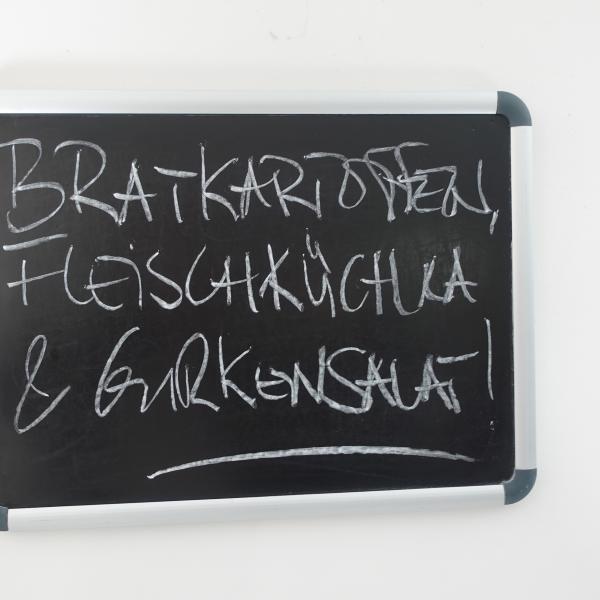 BRATKARTOFFEN,
FLEISCHKÜCHLA
& GURKENSALAT!